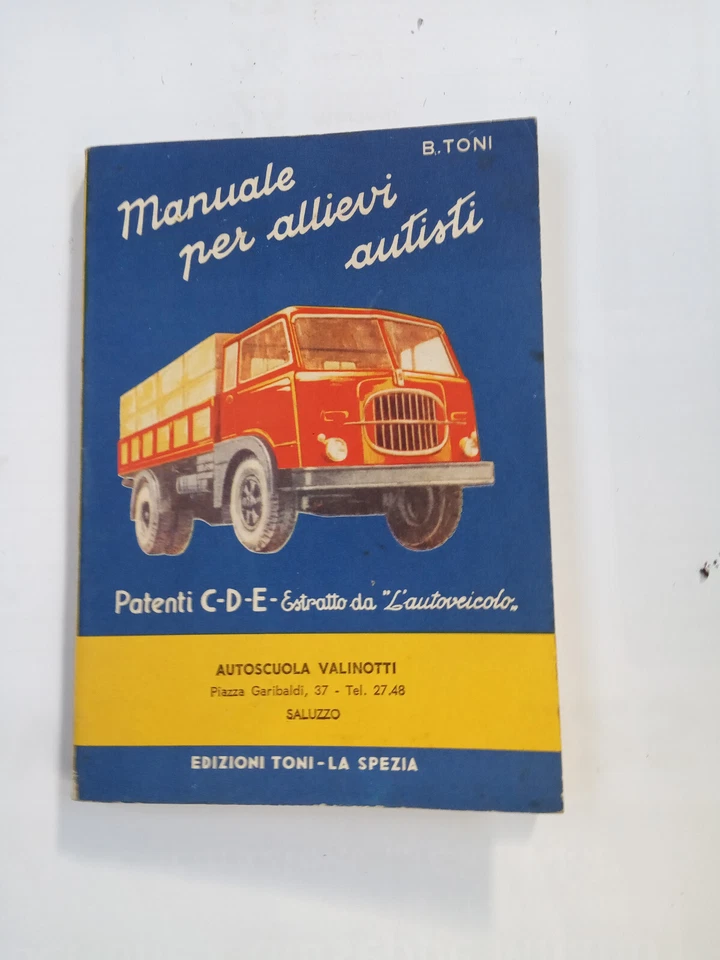 B. TONI
Manuale
per allievi
autisti
Patenti C-D-E- Estratto da "L'autoveicolo„
AUTOSCUOLA VALINOTTI
Piazza Garibaldi, 37 - Tel. 27.48
SALUZZO
EDIZIONI TONI-LA SPEZIA